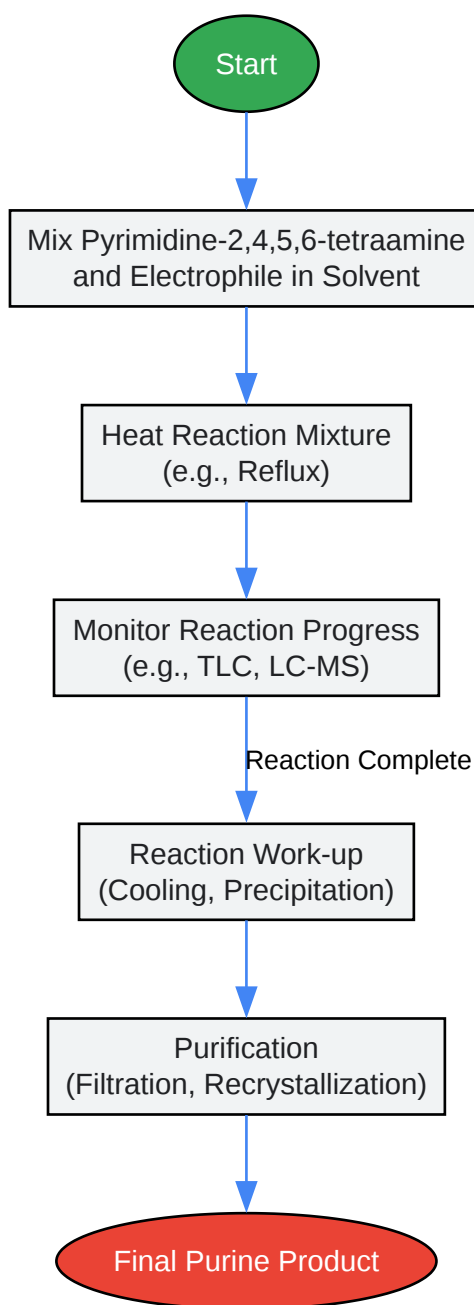 Start
Mix Pyrimidine-2,4,5,6-tetraamine
and Electrophile in Solvent
Heat Reaction Mixture
(e.g., Reflux)
Monitor Reaction Progress
(e.g., TLC, LC-MS)
Reaction Complete
Reaction Work-up
(Cooling, Precipitation)
Purification
(Filtration, Recrystallization)
Final Purine Product